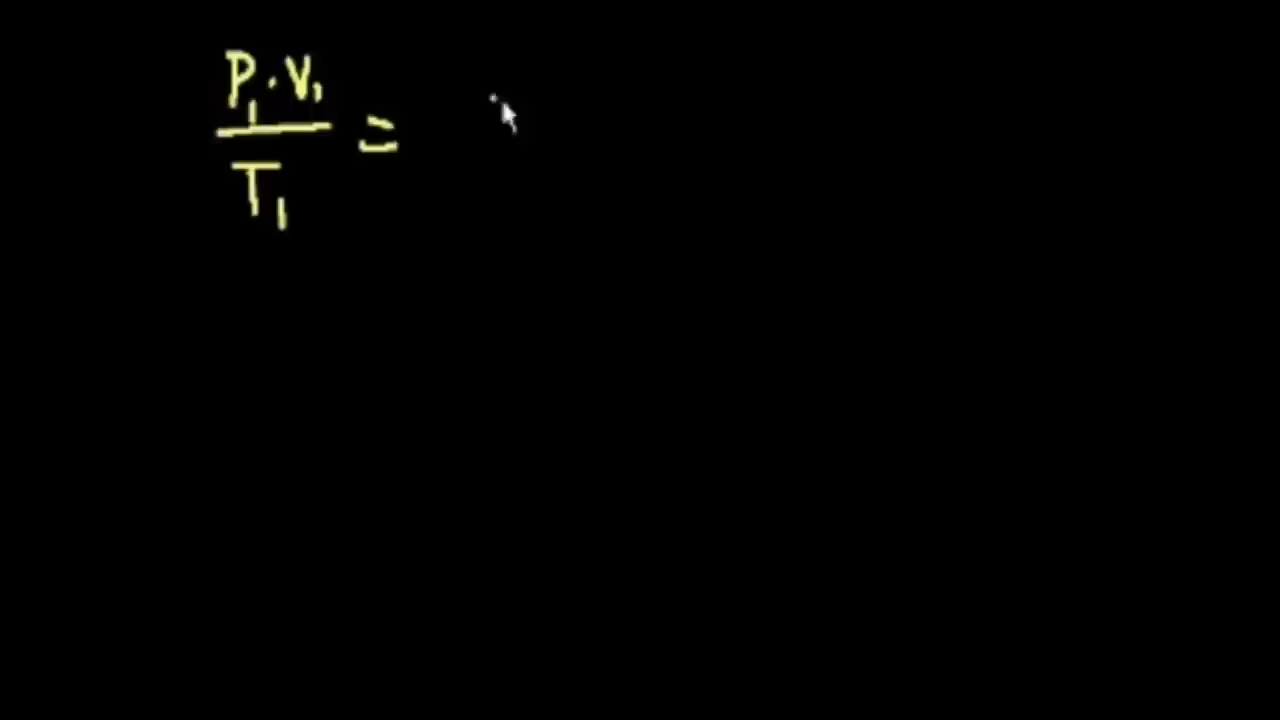 P₁ · V₁
T₁ =